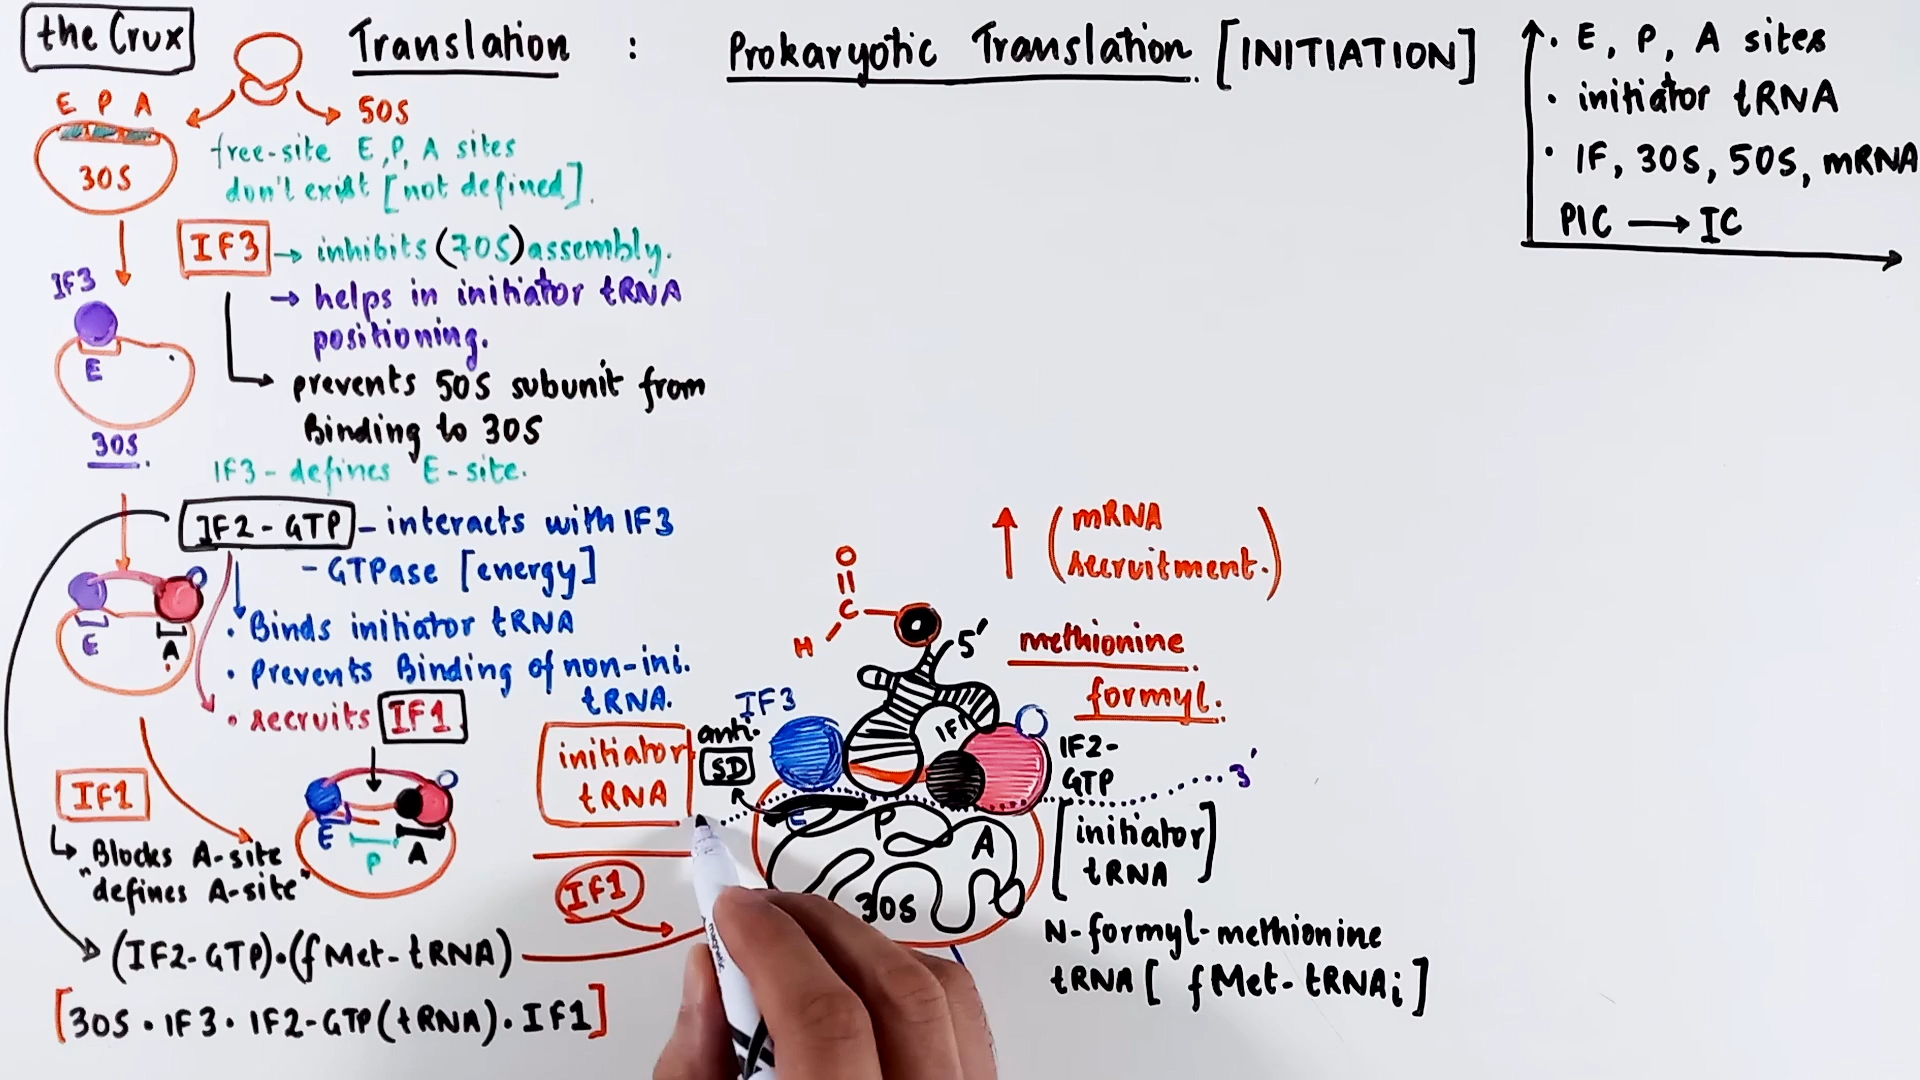 the Crux
Translation : Prokaryotic Translation [INITIATION]
E, P, A sites
initiator tRNA
IF, 30S, 50S, mRNA
PIC → IC
E P A
50S
30S
free-site E, P, A sites
don't exist [not defined].
IF3 → inhibits (70S) assembly.
→ helps in initiator tRNA
positioning.
prevents 50S subunit from
Binding to 30S
IF3
E
30S
IF3 - defines E-site.
IF2-GTP - interacts with IF3
- GTPase [energy]
• Binds initiator tRNA
• Prevents Binding of non-ini.
tRNA.
• recruits IF1
E
A
IF1
Blocks A-site
"defines A-site"
E
P
A
(IF2-GTP)•(fMet-tRNA)
[30S • IF3 • IF2-GTP(tRNA) • IF1]
initiator
tRNA
IF1
↑ (mRNA
recruitment.)
O
C
H
5'
methionine
formyl.
IF3
anti-
SD
IF1
IF2-
GTP
3'
E
P
A
30S
[initiator
tRNA]
N-formyl-methionine
tRNA [fMet-tRNAi]
magnetic